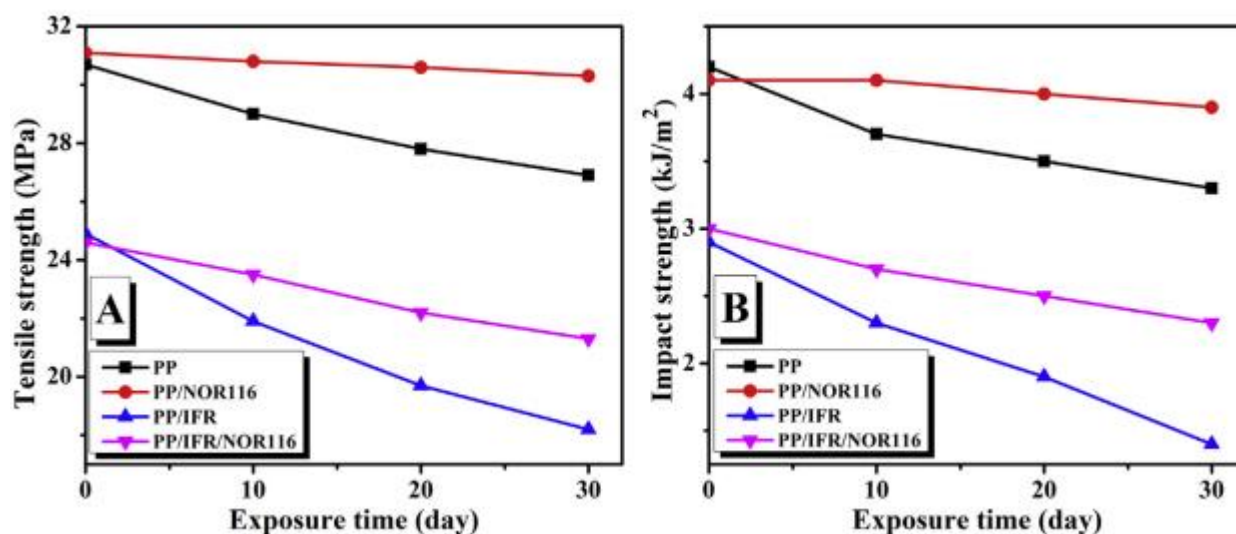 32
28
24
20
Tensile strength (MPa)
A
PP
PP/NOR116
PP/IFR
PP/IFR/NOR116
0 10 20 30
Exposure time (day)
4
3
2
Impact strength (kJ/m²)
B
PP
PP/NOR116
PP/IFR
PP/IFR/NOR116
0 10 20 30
Exposure time (day)